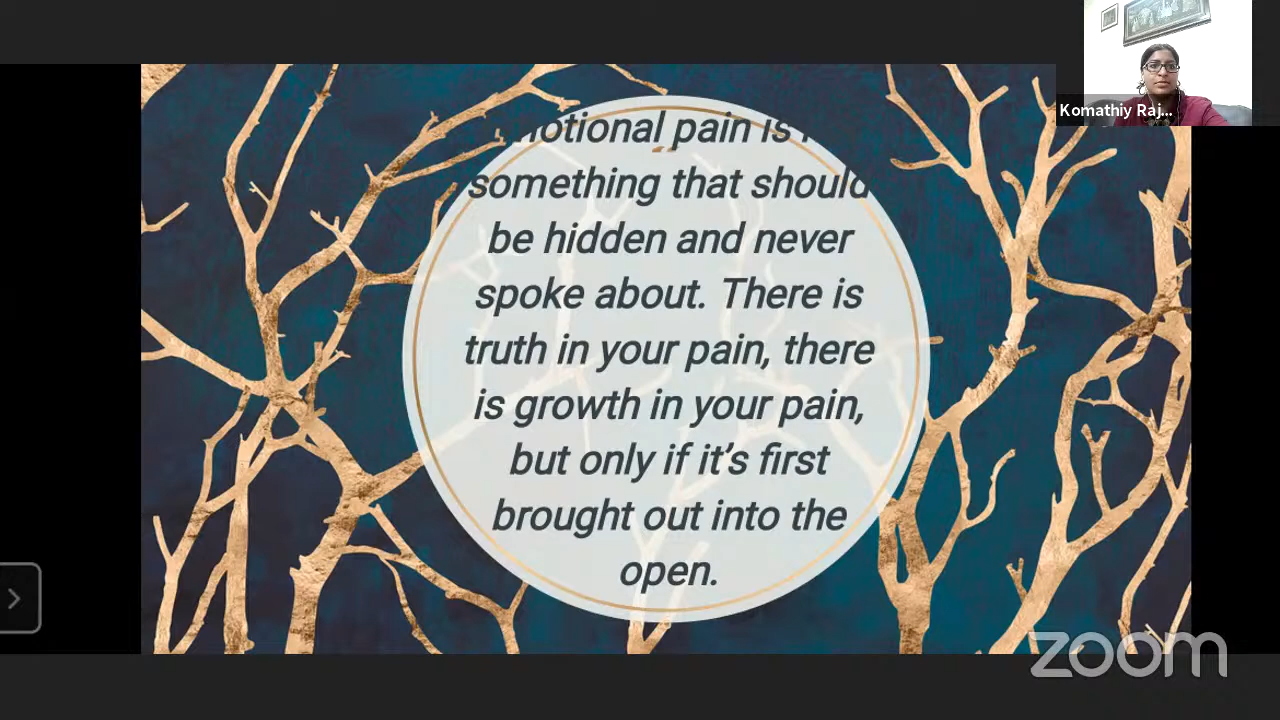 Komathiy Raj...
pain is
something that should
be hidden and never
spoke about. There is
truth in your pain, there
is growth in your pain,
but only if it's first
brought out into the
open.
zoom